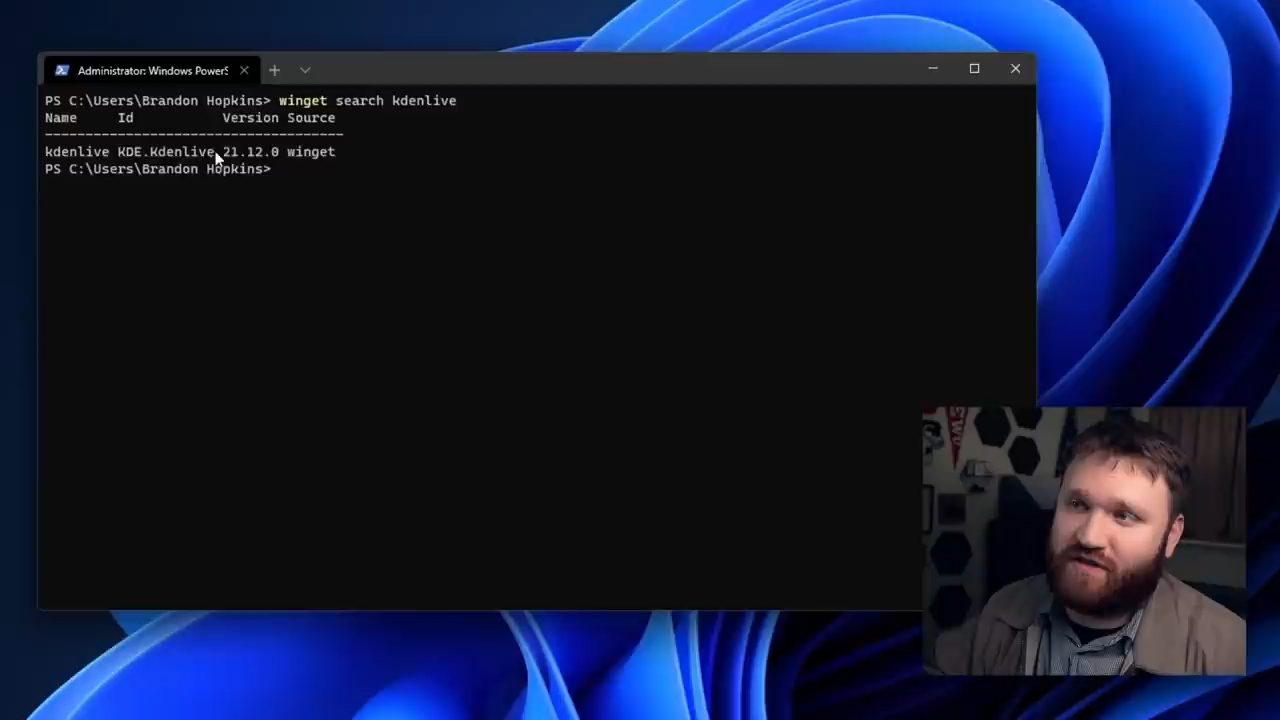 Administrator: Windows PowerS
PS C:\Users\Brandon Hopkins> winget search kdenlive
Name Id Version Source
-----------------------------------
kdenlive KDE.Kdenlive 21.12.0 winget
PS C:\Users\Brandon Hopkins>